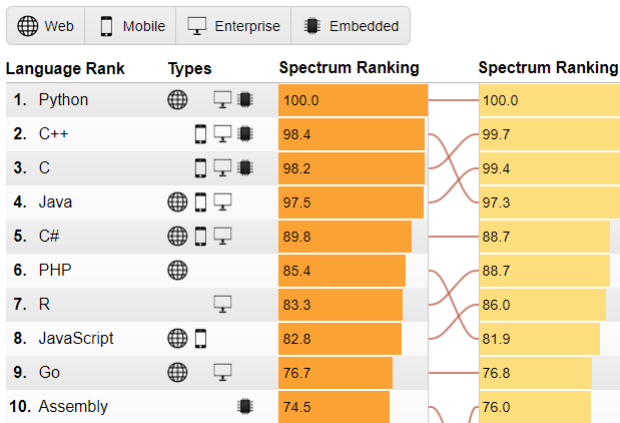 Web Mobile Enterprise Embedded
Language Rank Types Spectrum Ranking Spectrum Ranking
1. Python 100.0 100.0
2. C++ 98.4 99.7
3. C 98.2 99.4
4. Java 97.5 97.3
5. C# 89.8 88.7
6. PHP 85.4 88.7
7. R 83.3 86.0
8. JavaScript 82.8 81.9
9. Go 76.7 76.8
10. Assembly 74.5 76.0